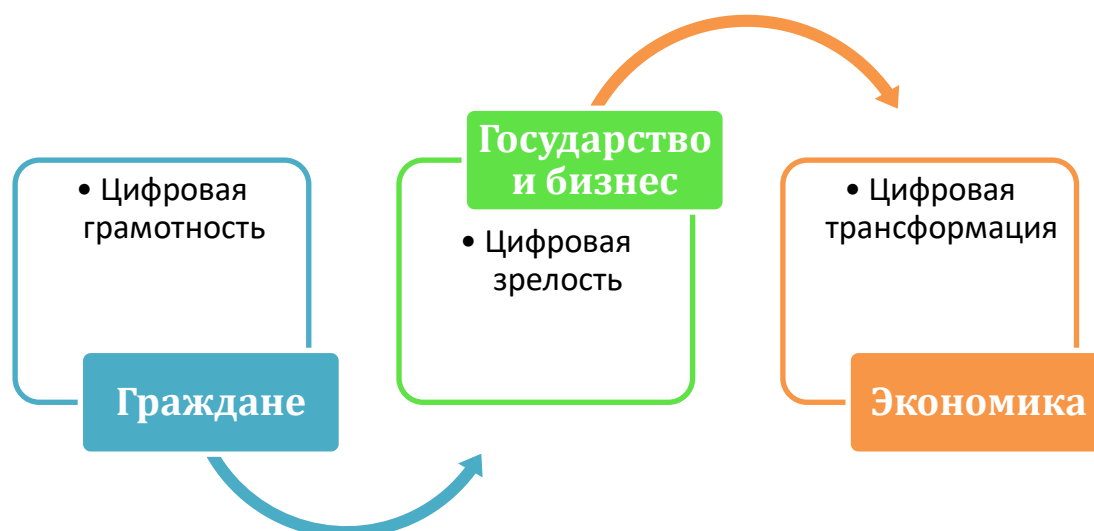 • Цифровая
грамотность
Граждане
Государство
и бизнес
• Цифровая
зрелость
• Цифровая
трансформация
Экономика